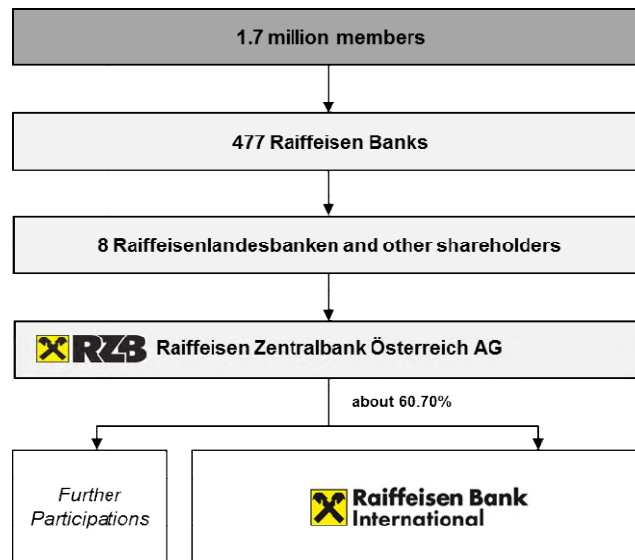 1.7 million members
477 Raiffeisen Banks
8 Raiffeisenlandesbanken and other shareholders
RZB Raiffeisen Zentralbank Österreich AG
about 60.70%
Further
Participations
Raiffeisen Bank
International